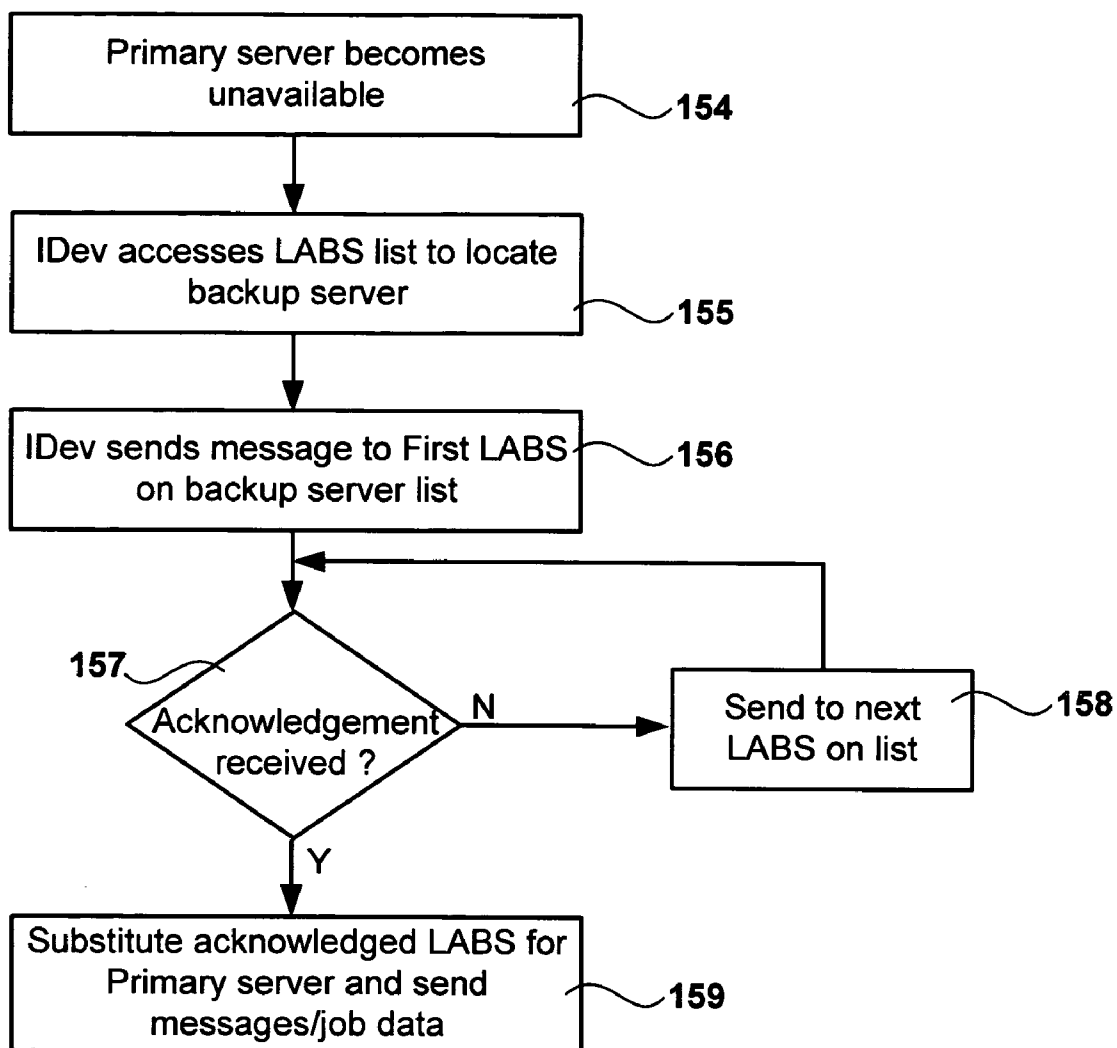 Primary server becomes
unavailable
154
IDev accesses LABS list to locate
backup server
155
IDev sends message to First LABS
on backup server list
156
157
Acknowledgement
received ?
N
Send to next
LABS on list
158
Y
Substitute acknowledged LABS for
Primary server and send
messages/job data
159